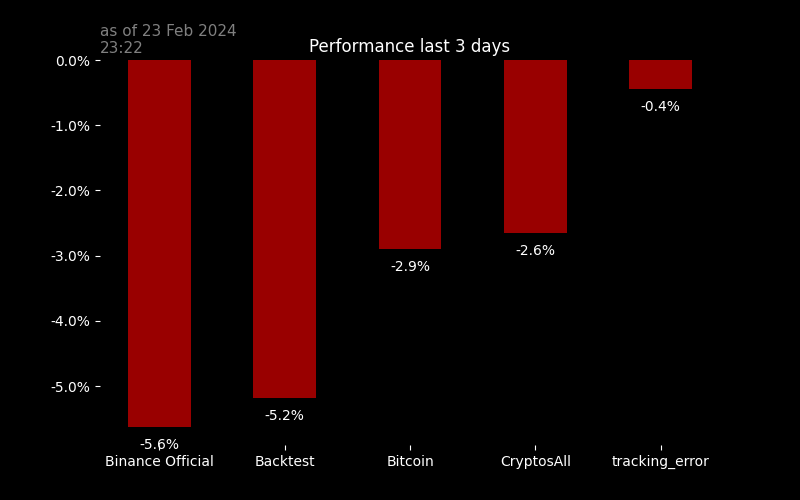 as of 23 Feb 2024
23:22
Performance last 3 days
0.0%
-1.0%
-2.0%
-3.0%
-4.0%
-5.0%
-5.6%
-5.2%
-2.9%
-2.6%
-0.4%
Binance Official
Backtest
Bitcoin
CryptosAll
tracking_error